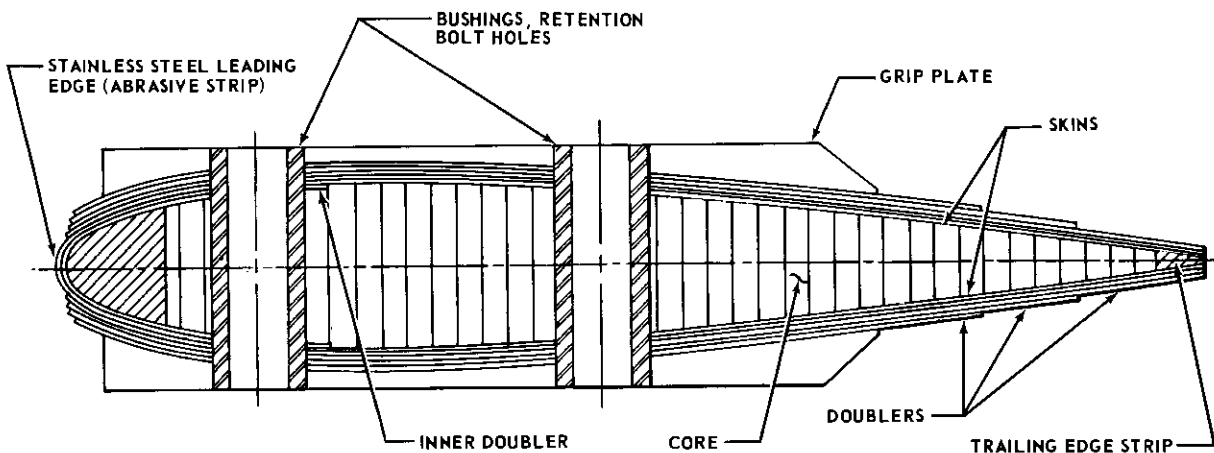 BUSHINGS, RETENTION
BOLT HOLES
STAINLESS STEEL LEADING
EDGE (ABRASIVE STRIP)
GRIP PLATE
SKINS
INNER DOUBLER
CORE
DOUBLERS
TRAILING EDGE STRIP